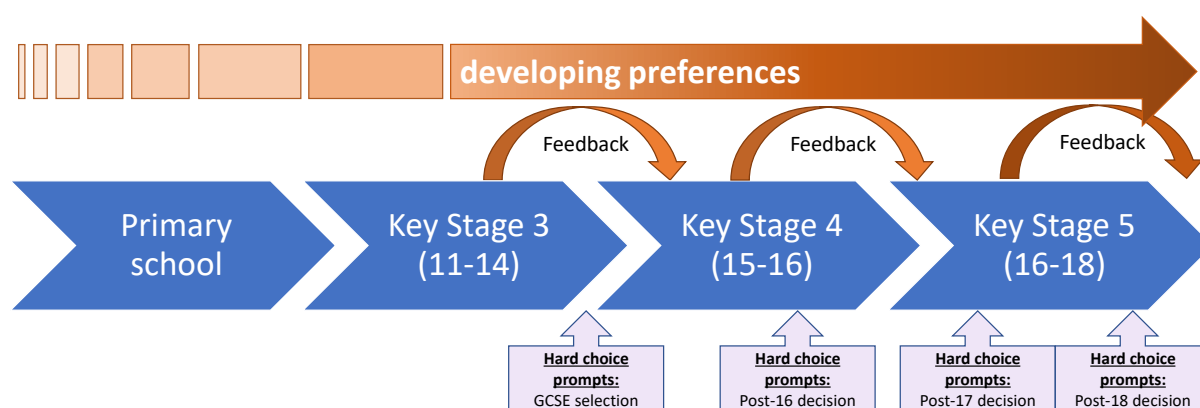 developing preferences
Feedback
Feedback
Feedback
Primary
school
Key Stage 3
(11-14)
Key Stage 4
(15-16)
Key Stage 5
(16-18)
Hard choice
prompts:
GCSE selection
Hard choice
prompts:
Post-16 decision
Hard choice
prompts:
Post-17 decision
Hard choice
prompts:
Post-18 decision